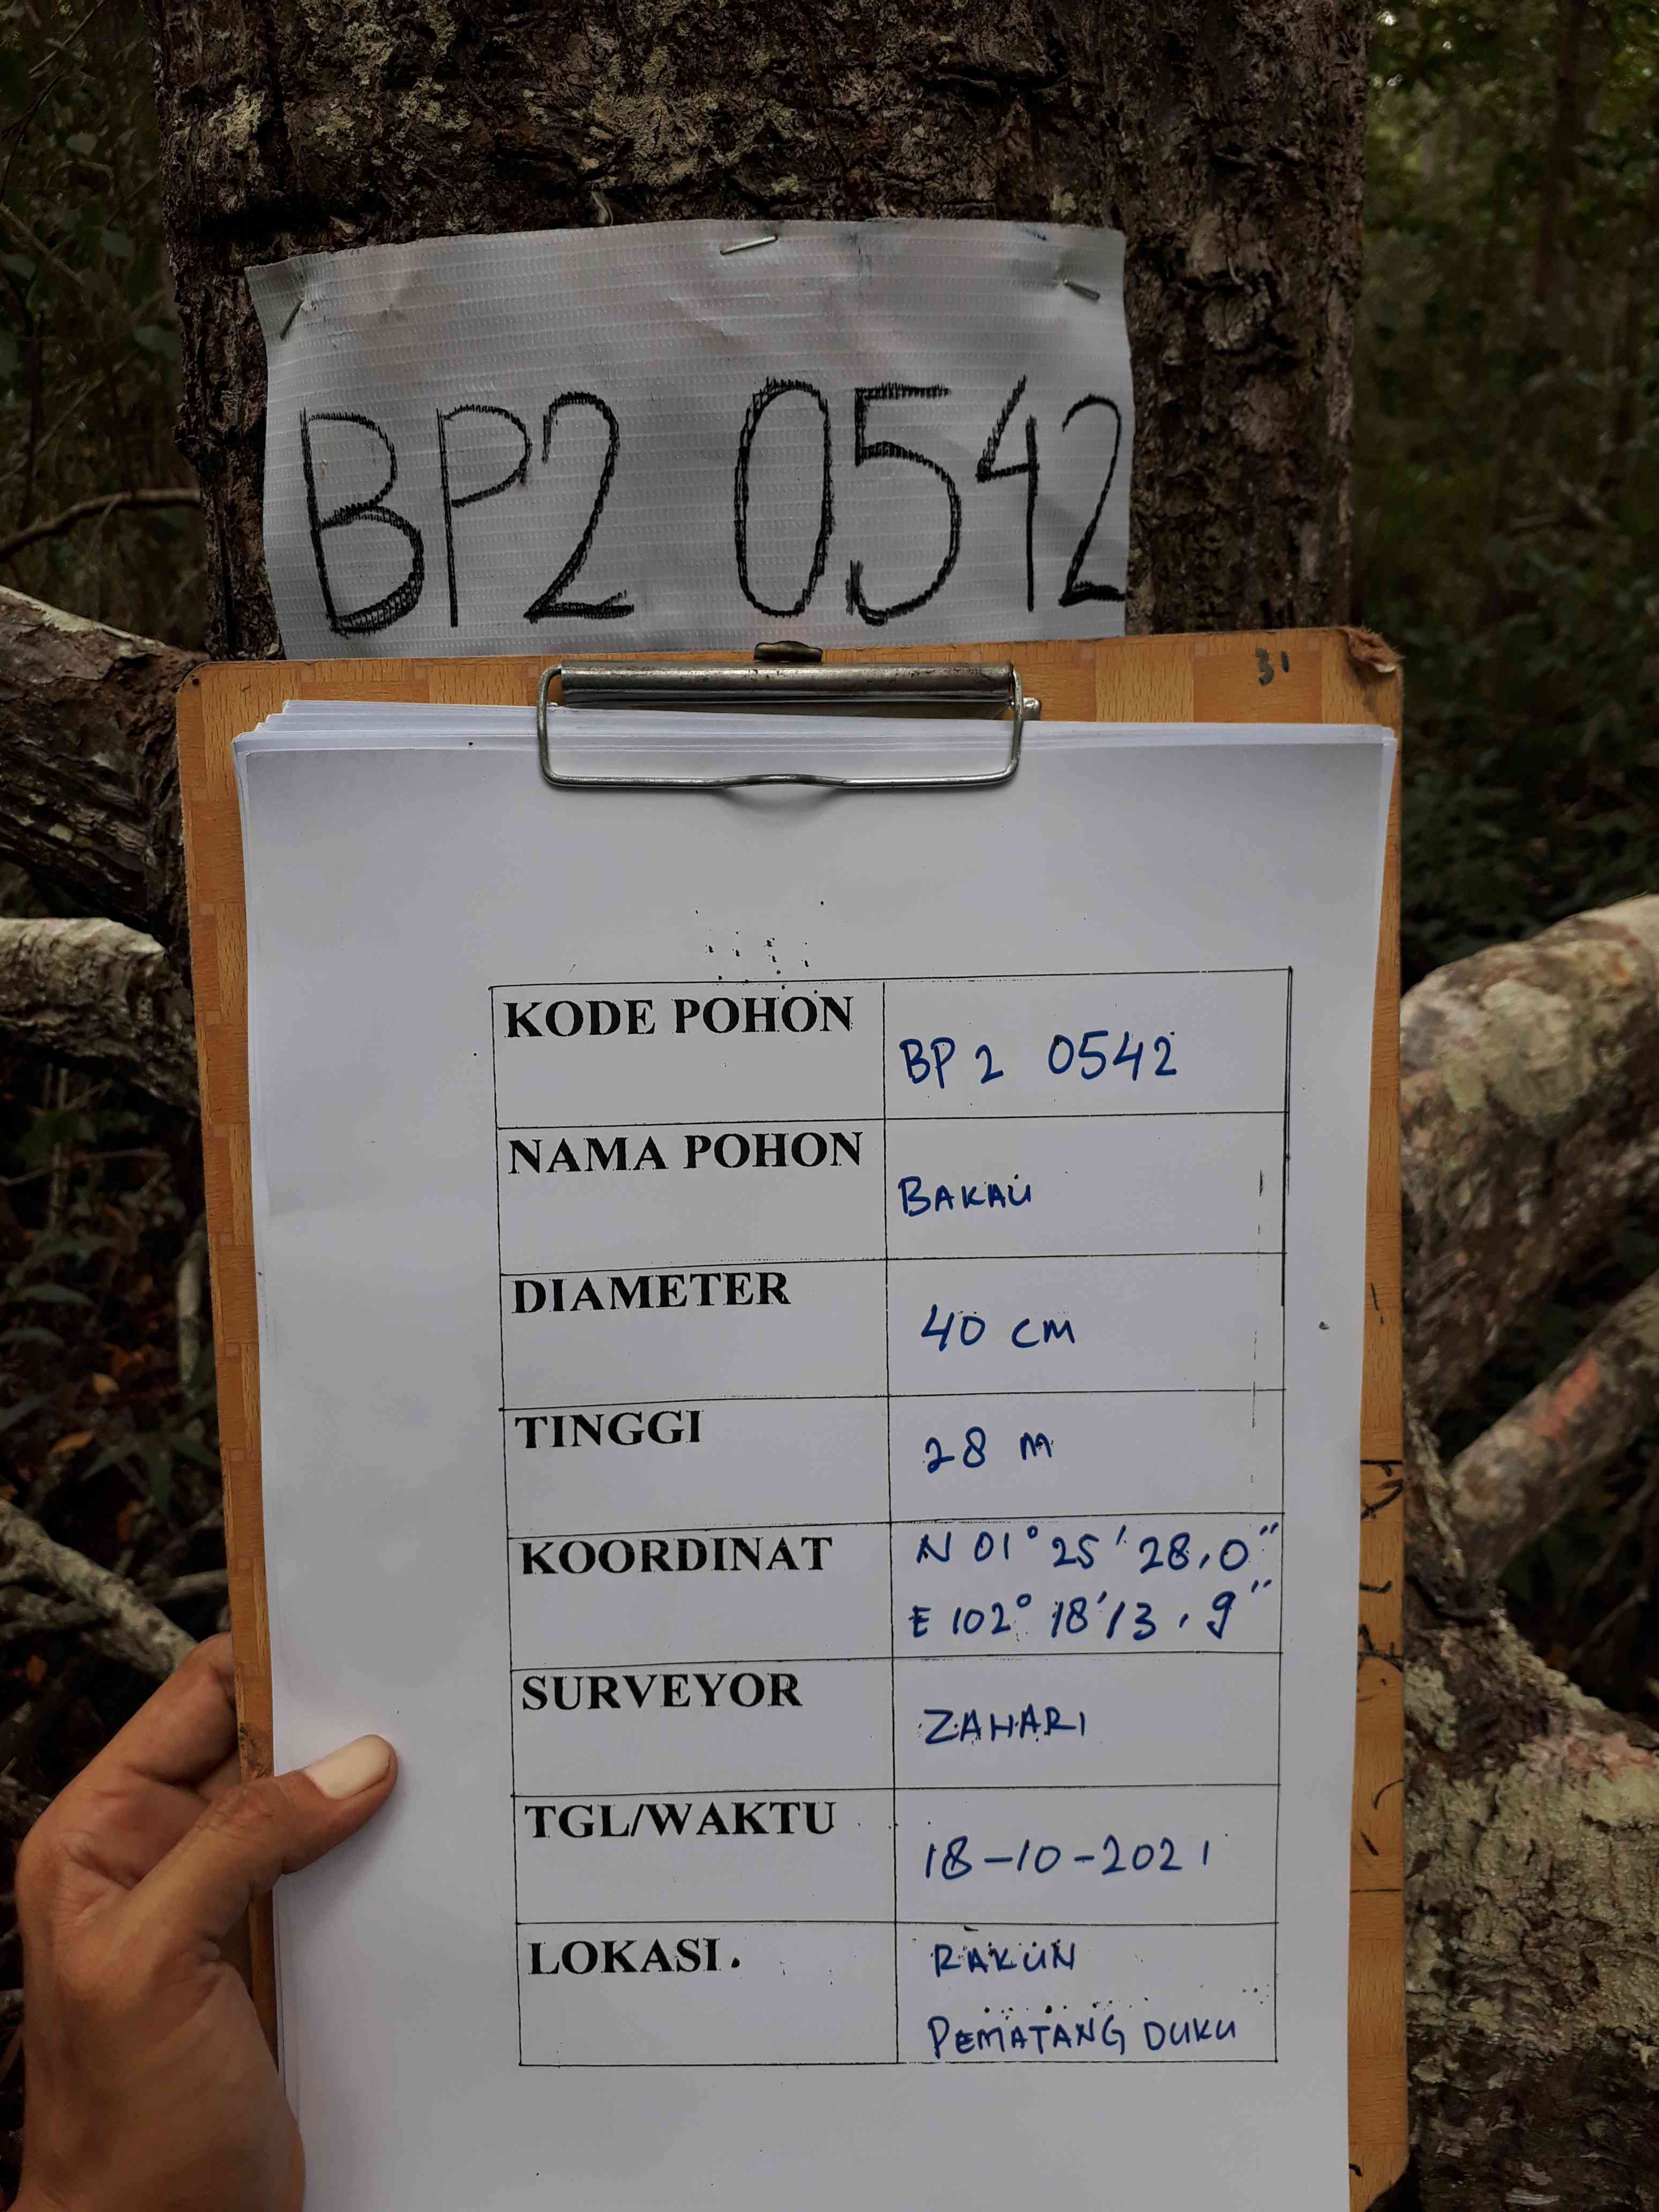 BP2 0542
31
KODE POHON
BP 2 0542
NAMA POHON
BAKAU
DIAMETER
40 CM
TINGGI
28 M
KOORDINAT
N 01° 25' 28,0"
E 102° 18' 13,9"
SURVEYOR
ZAHARI
TGL/WAKTU
18-10-2021
LOKASI.
RAKUN
PEMATANG DUKU